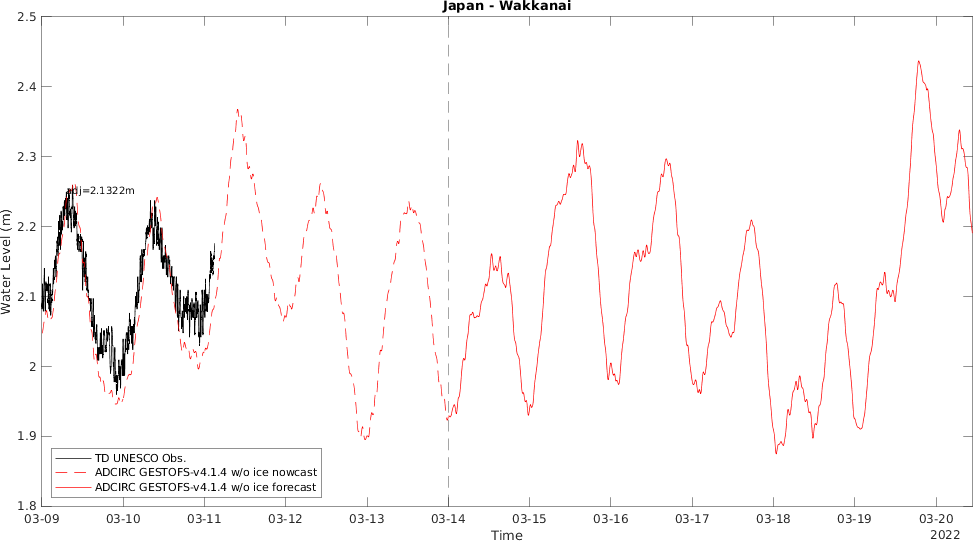 Japan - Wakkanai
2.5
2.4
2.3
2.2
2.1
2
1.9
1.8
Water Level (m)
adj=2.1322m
TD UNESCO Obs.
ADCIRC GESTOFS-v4.1.4 w/o ice nowcast
ADCIRC GESTOFS-v4.1.4 w/o ice forecast
03-09 03-10 03-11 03-12 03-13 03-14 03-15 03-16 03-17 03-18 03-19 03-20
Time
2022